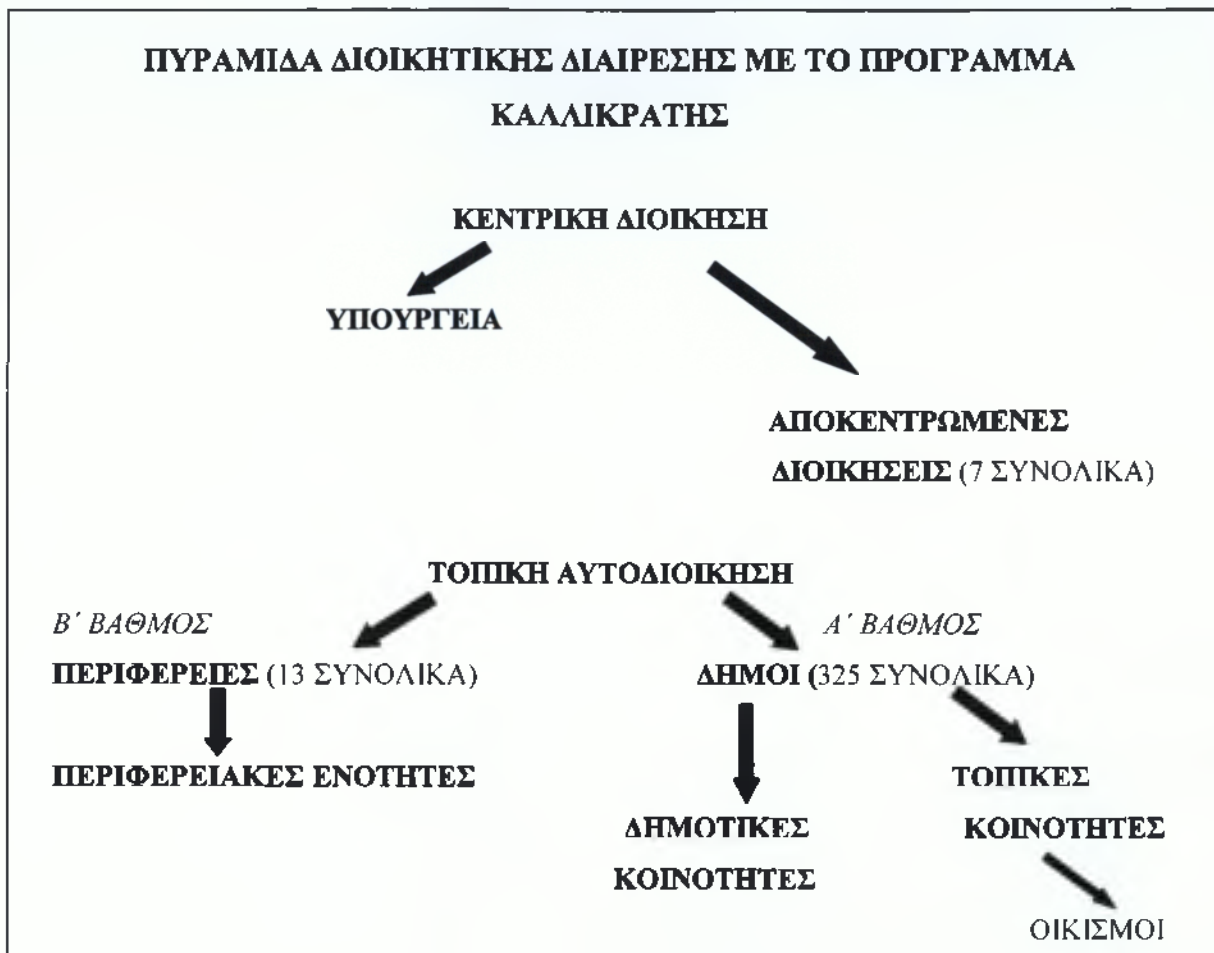 ΠΥΡΑΜΙΔΑ ΔΙΟΙΚΗΤΙΚΗΣ ΔΙΑΙΡΕΣΗΣ ΜΕ ΤΟ ΠΡΟΓΡΑΜΜΑ
ΚΑΛΛΙΚΡΑΤΗΣ
ΚΕΝΤΡΙΚΗ ΔΙΟΙΚΗΣΗ
ΥΠΟΥΡΓΕΙΑ
ΑΠΟΚΕΝΤΡΩΜΕΝΕΣ
ΔΙΟΙΚΗΣΕΙΣ (7 ΣΥΝΟΛΙΚΑ)
ΤΟΠΙΚΗ ΑΥΤΟΔΙΟΙΚΗΣΗ
Β΄ ΒΑΘΜΟΣ
ΠΕΡΙΦΕΡΕΙΕΣ (13 ΣΥΝΟΛΙΚΑ)
ΠΕΡΙΦΕΡΕΙΑΚΕΣ ΕΝΟΤΗΤΕΣ
Α΄ ΒΑΘΜΟΣ
ΔΗΜΟΙ (325 ΣΥΝΟΛΙΚΑ)
ΔΗΜΟΤΙΚΕΣ
ΚΟΙΝΟΤΗΤΕΣ
ΤΟΠΙΚΕΣ
ΚΟΙΝΟΤΗΤΕΣ
ΟΙΚΙΣΜΟΙ